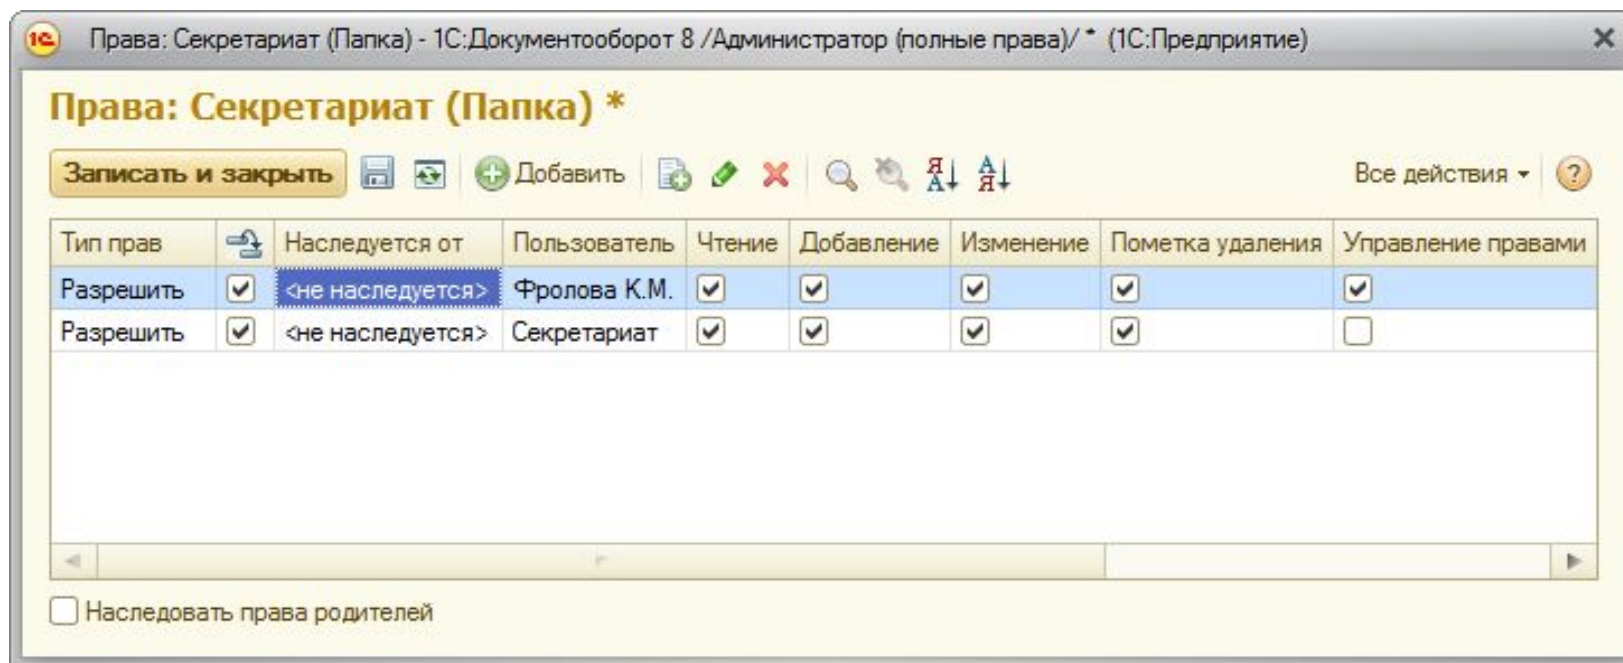 Права: Секретариат (Папка) - 1С:Документооборот 8 /Администратор (полные права)/ * (1С:Предприятие)
Права: Секретариат (Папка) *
Записать и закрыть Добавить Все действия
Тип прав Наследуется от Пользователь Чтение Добавление Изменение Пометка удаления Управление правами
Разрешить <не наследуется> Фролова К.М.
Разрешить <не наследуется> Секретариат
Наследовать права родителей